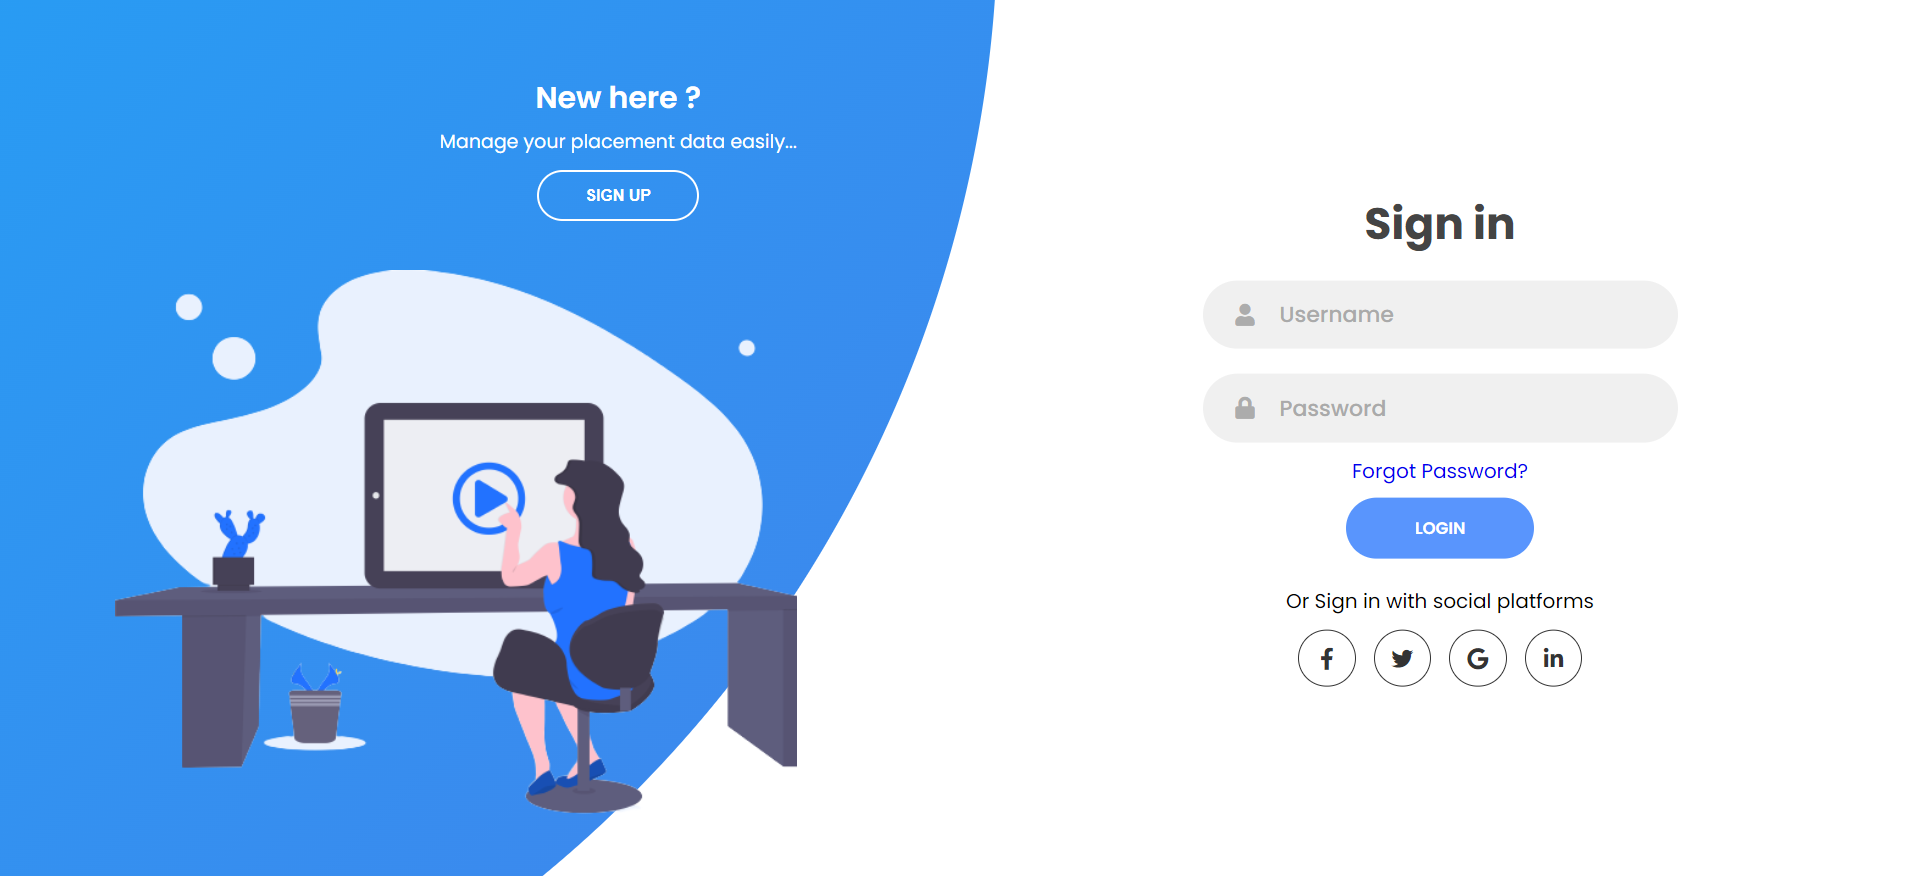 New here ?
Manage your placement data easily...
SIGN UP
Sign in
Username
Password
Forgot Password?
LOGIN
Or Sign in with social platforms